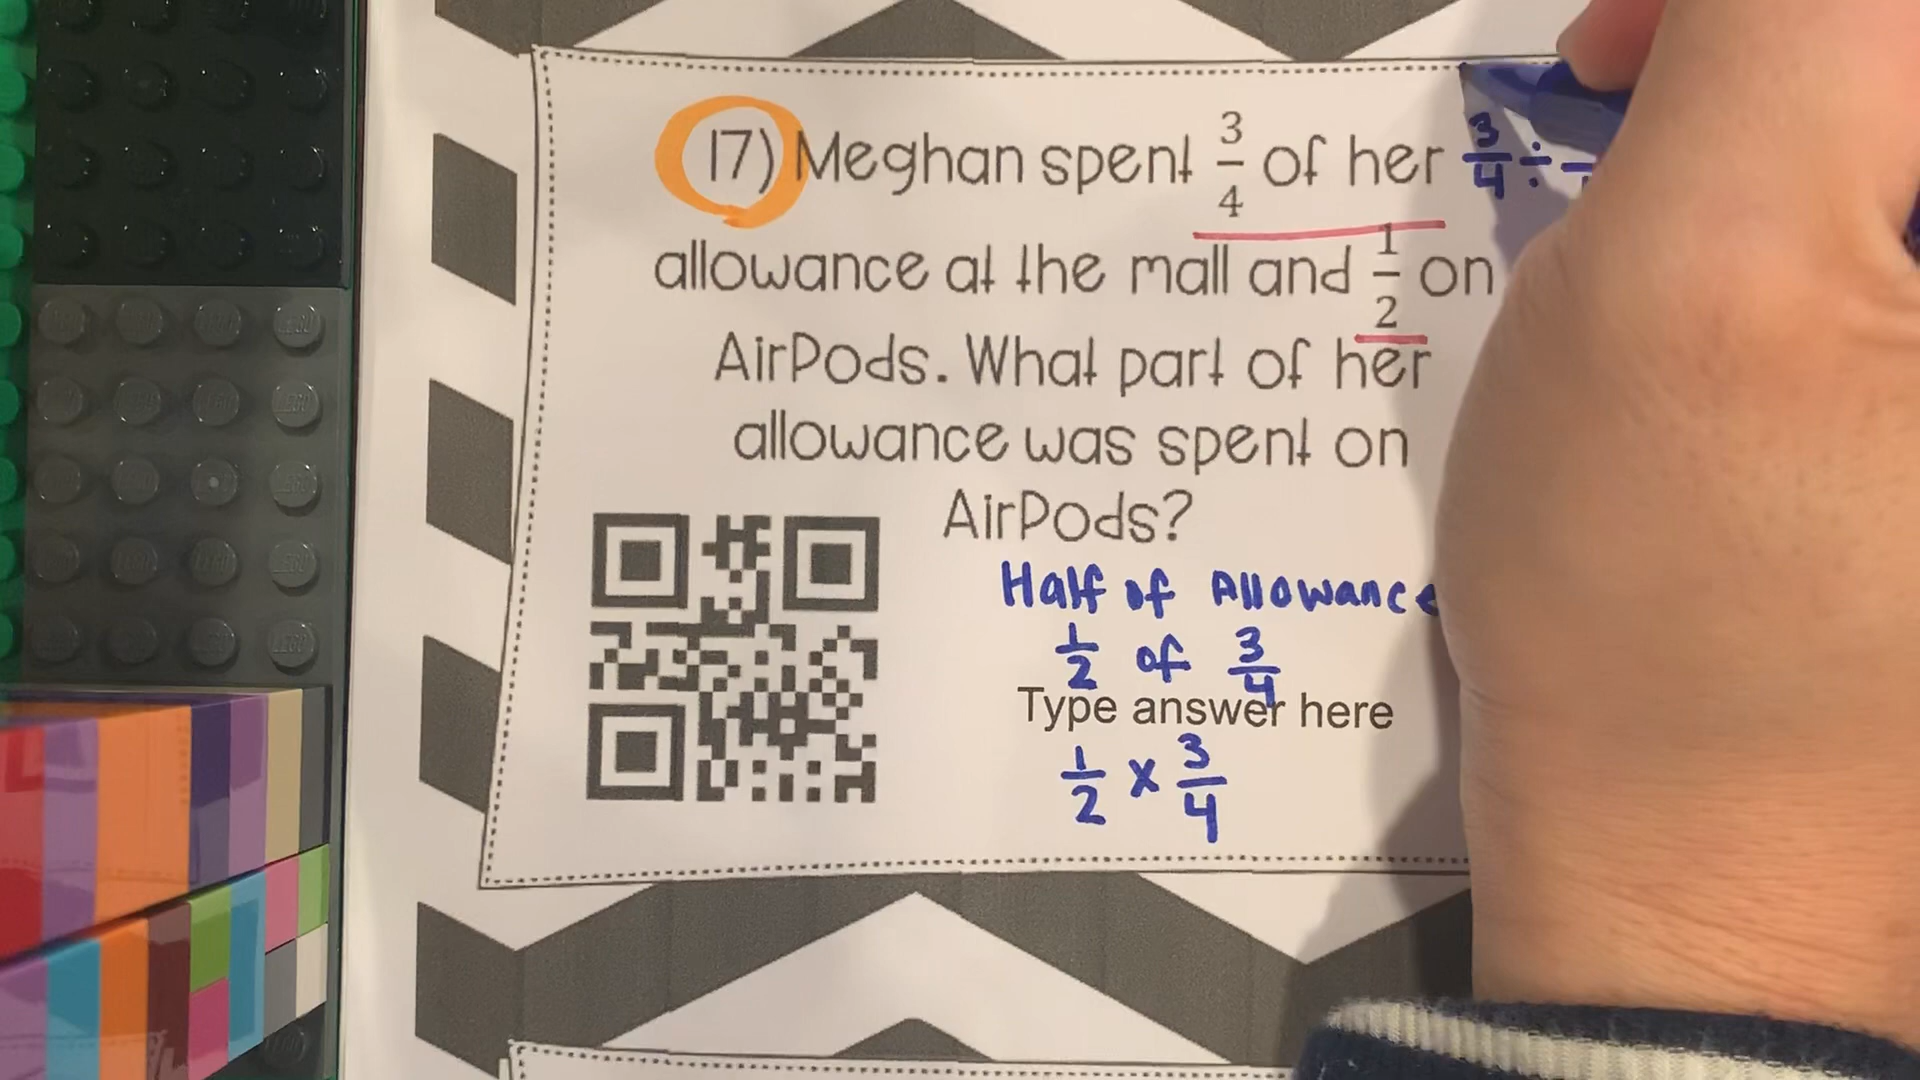 17) Meghan spent 3/4 of her 3/4 ÷
allowance at the mall and 1/2 on
AirPods. What part of her
allowance was spent on
AirPods?
Half of Allowance
1/2 of 3/4
Type answer here
1/2 x 3/4